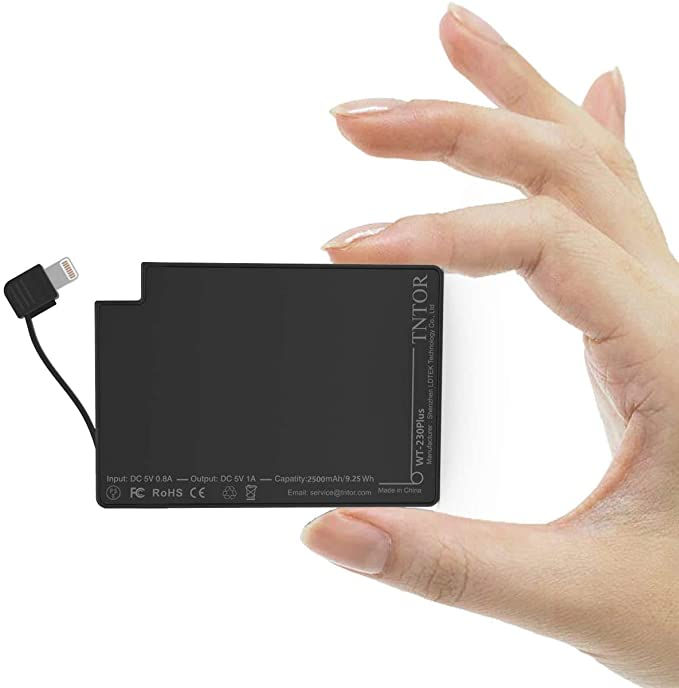 TNTOR
WT-230Plus
Manufacturer: Shenzhen LDTEK Technology Co., Ltd
Made in China
Input: DC 5V 0.8A Output: DC 5V 1A Capatity:2500mAh/9.25 Wh
FC RoHS CE
Email: service@tntor.com